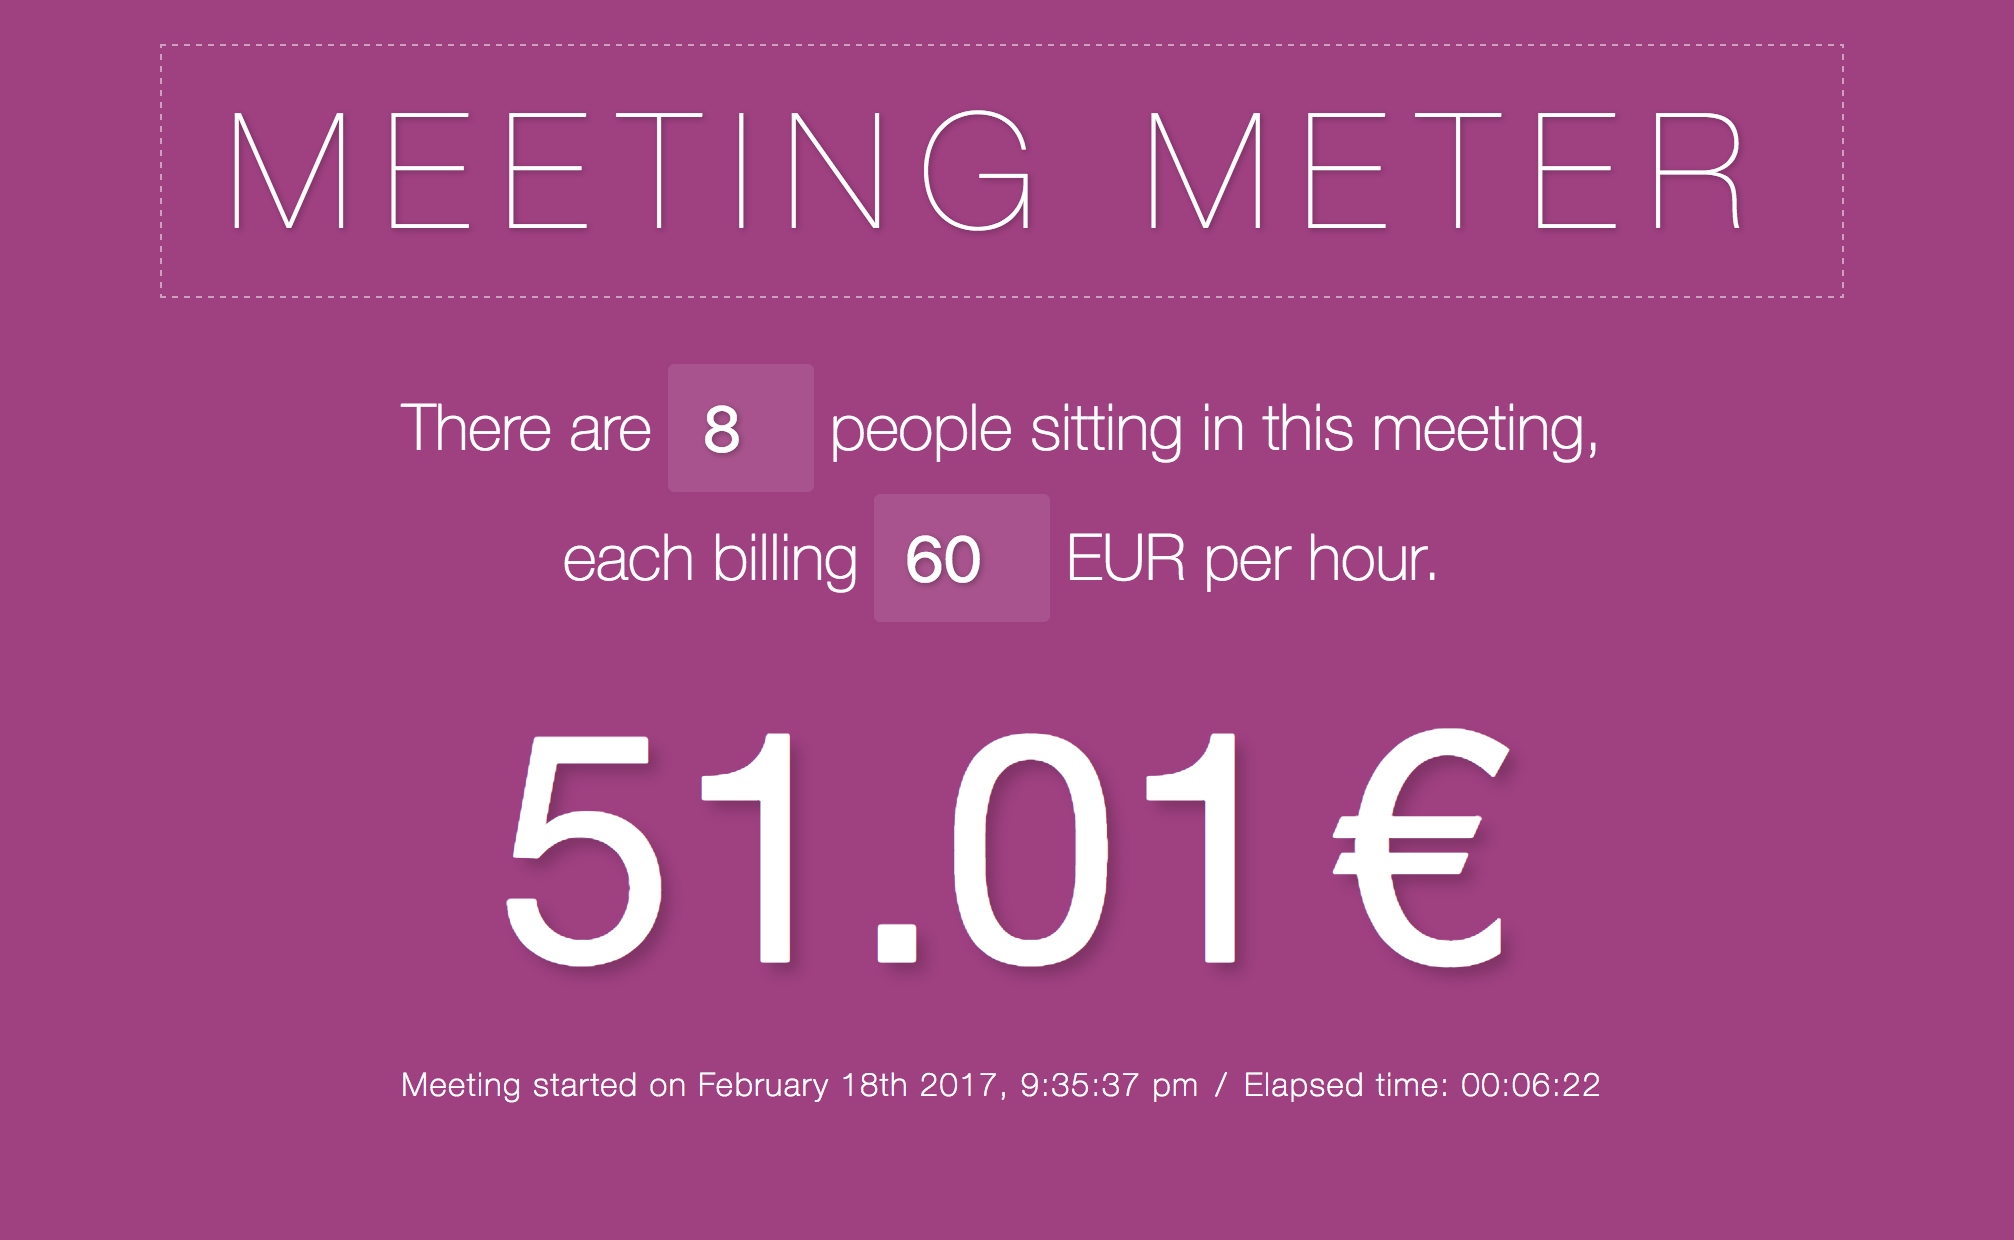 MEETING METER
There are 8 people sitting in this meeting,
each billing 60 EUR per hour.
51.01 €
Meeting started on February 18th 2017, 9:35:37 pm / Elapsed time: 00:06:22